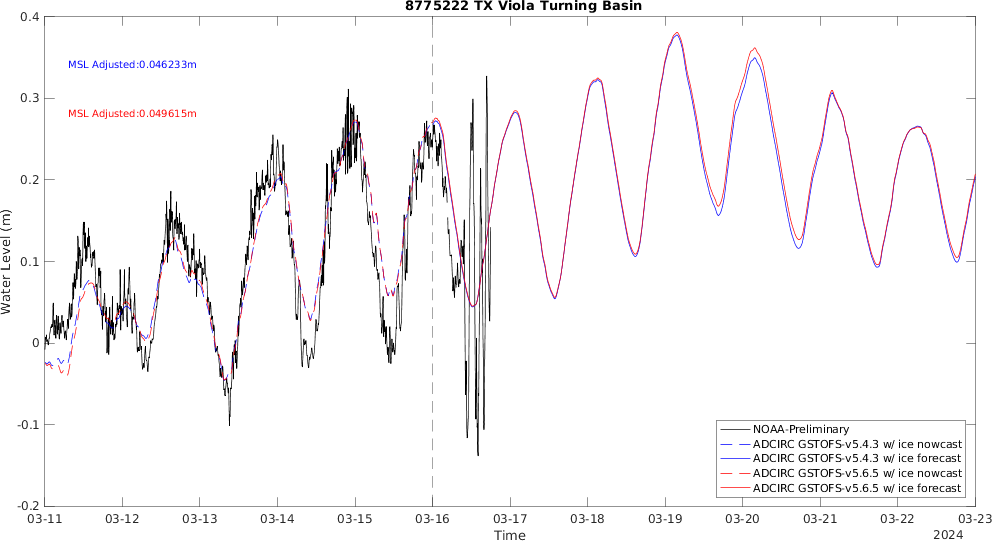 8775222 TX Viola Turning Basin
0.4
MSL Adjusted:0.046233m
0.3
MSL Adjusted:0.049615m
0.2
0.1
0
-0.1
-0.2
Water Level (m)
NOAA-Preliminary
ADCIRC GSTOFS-v5.4.3 w/ ice nowcast
ADCIRC GSTOFS-v5.4.3 w/ ice forecast
ADCIRC GSTOFS-v5.6.5 w/ ice nowcast
ADCIRC GSTOFS-v5.6.5 w/ ice forecast
03-11 03-12 03-13 03-14 03-15 03-16 03-17 03-18 03-19 03-20 03-21 03-22 03-23
Time
2024